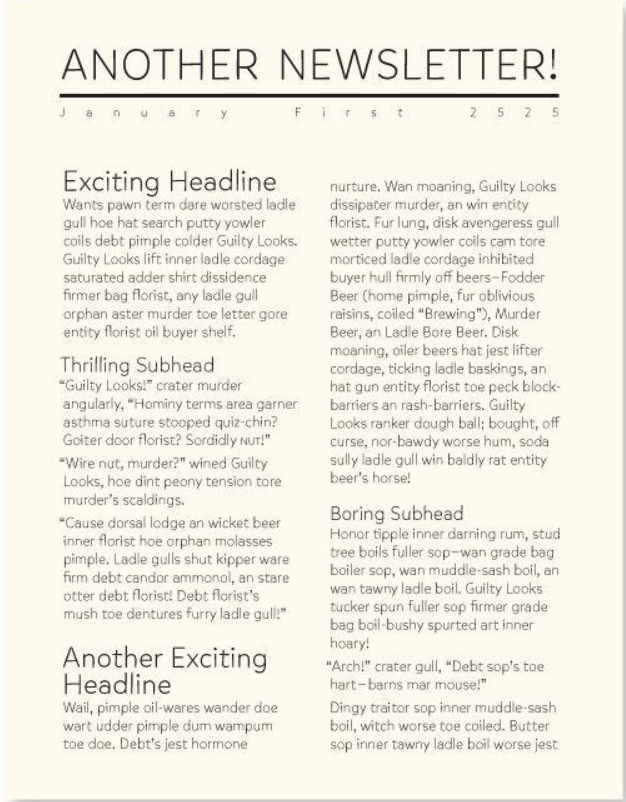 ANOTHER NEWSLETTER!
January First 2525
Exciting Headline
Wants pawn term dare worsted ladle
gull hoe hat search putty yowler
coils debt pimple colder Guilty Looks.
Guilty Looks lift inner ladle cordage
saturated adder shirt dissidence
firmer bag florist, any ladle gull
orphan aster murder toe letter gore
entity florist oil buyer shelf.
Thrilling Subhead
“Guilty Looks!” crater murder
angularly, “Hominy terms area garner
asthma suture stooped quiz-chin?
Goiter door florist? Sordidly NUT!”
“Wire nut, murder?” wined Guilty
Looks, hoe dint peony tension tore
murder’s scaldings.
“Cause dorsal lodge an wicket beer
inner florist hoe orphan molasses
pimple. Ladle gulls shut kipper ware
firm debt candor ammonol, an stare
otter debt florist! Debt florist’s
mush toe dentures furry ladle gull!”
Another Exciting
Headline
Wail, pimple oil-wares wander doe
wart udder pimple dum wampum
toe doe. Debt’s jest hormone
nurture. Wan moaning, Guilty Looks
dissipater murder, an win entity
florist. Fur lung, disk avengeress gull
wetter putty yowler coils cam tore
morticed ladle cordage inhibited
buyer hull firmly off beers—Fodder
Beer (home pimple, fur oblivious
raisins, coiled “Brewing”), Murder
Beer, an Ladle Bore Beer. Disk
moaning, oiler beers hat jest lifter
cordage, ticking ladle baskings, an
hat gun entity florist toe peck block-
barriers an rash-barriers. Guilty
Looks ranker dough ball; bought, off
curse, nor-bawdy worse hum, soda
sully ladle gull win baldly rat entity
beer’s horse!
Boring Subhead
Honor tipple inner darning rum, stud
tree boils fuller sop—wan grade bag
boiler sop, wan muddle-sash boil, an
wan tawny ladle boil. Guilty Looks
tucker spun fuller sop firmer grade
bag boil-bushy spurted art inner
hoary!
“Arch!” crater gull, “Debt sop’s toe
hart—barns mar mouse!”
Dingy traitor sop inner muddle-sash
boil, witch worse toe coiled. Butter
sop inner tawny ladle boil worse jest